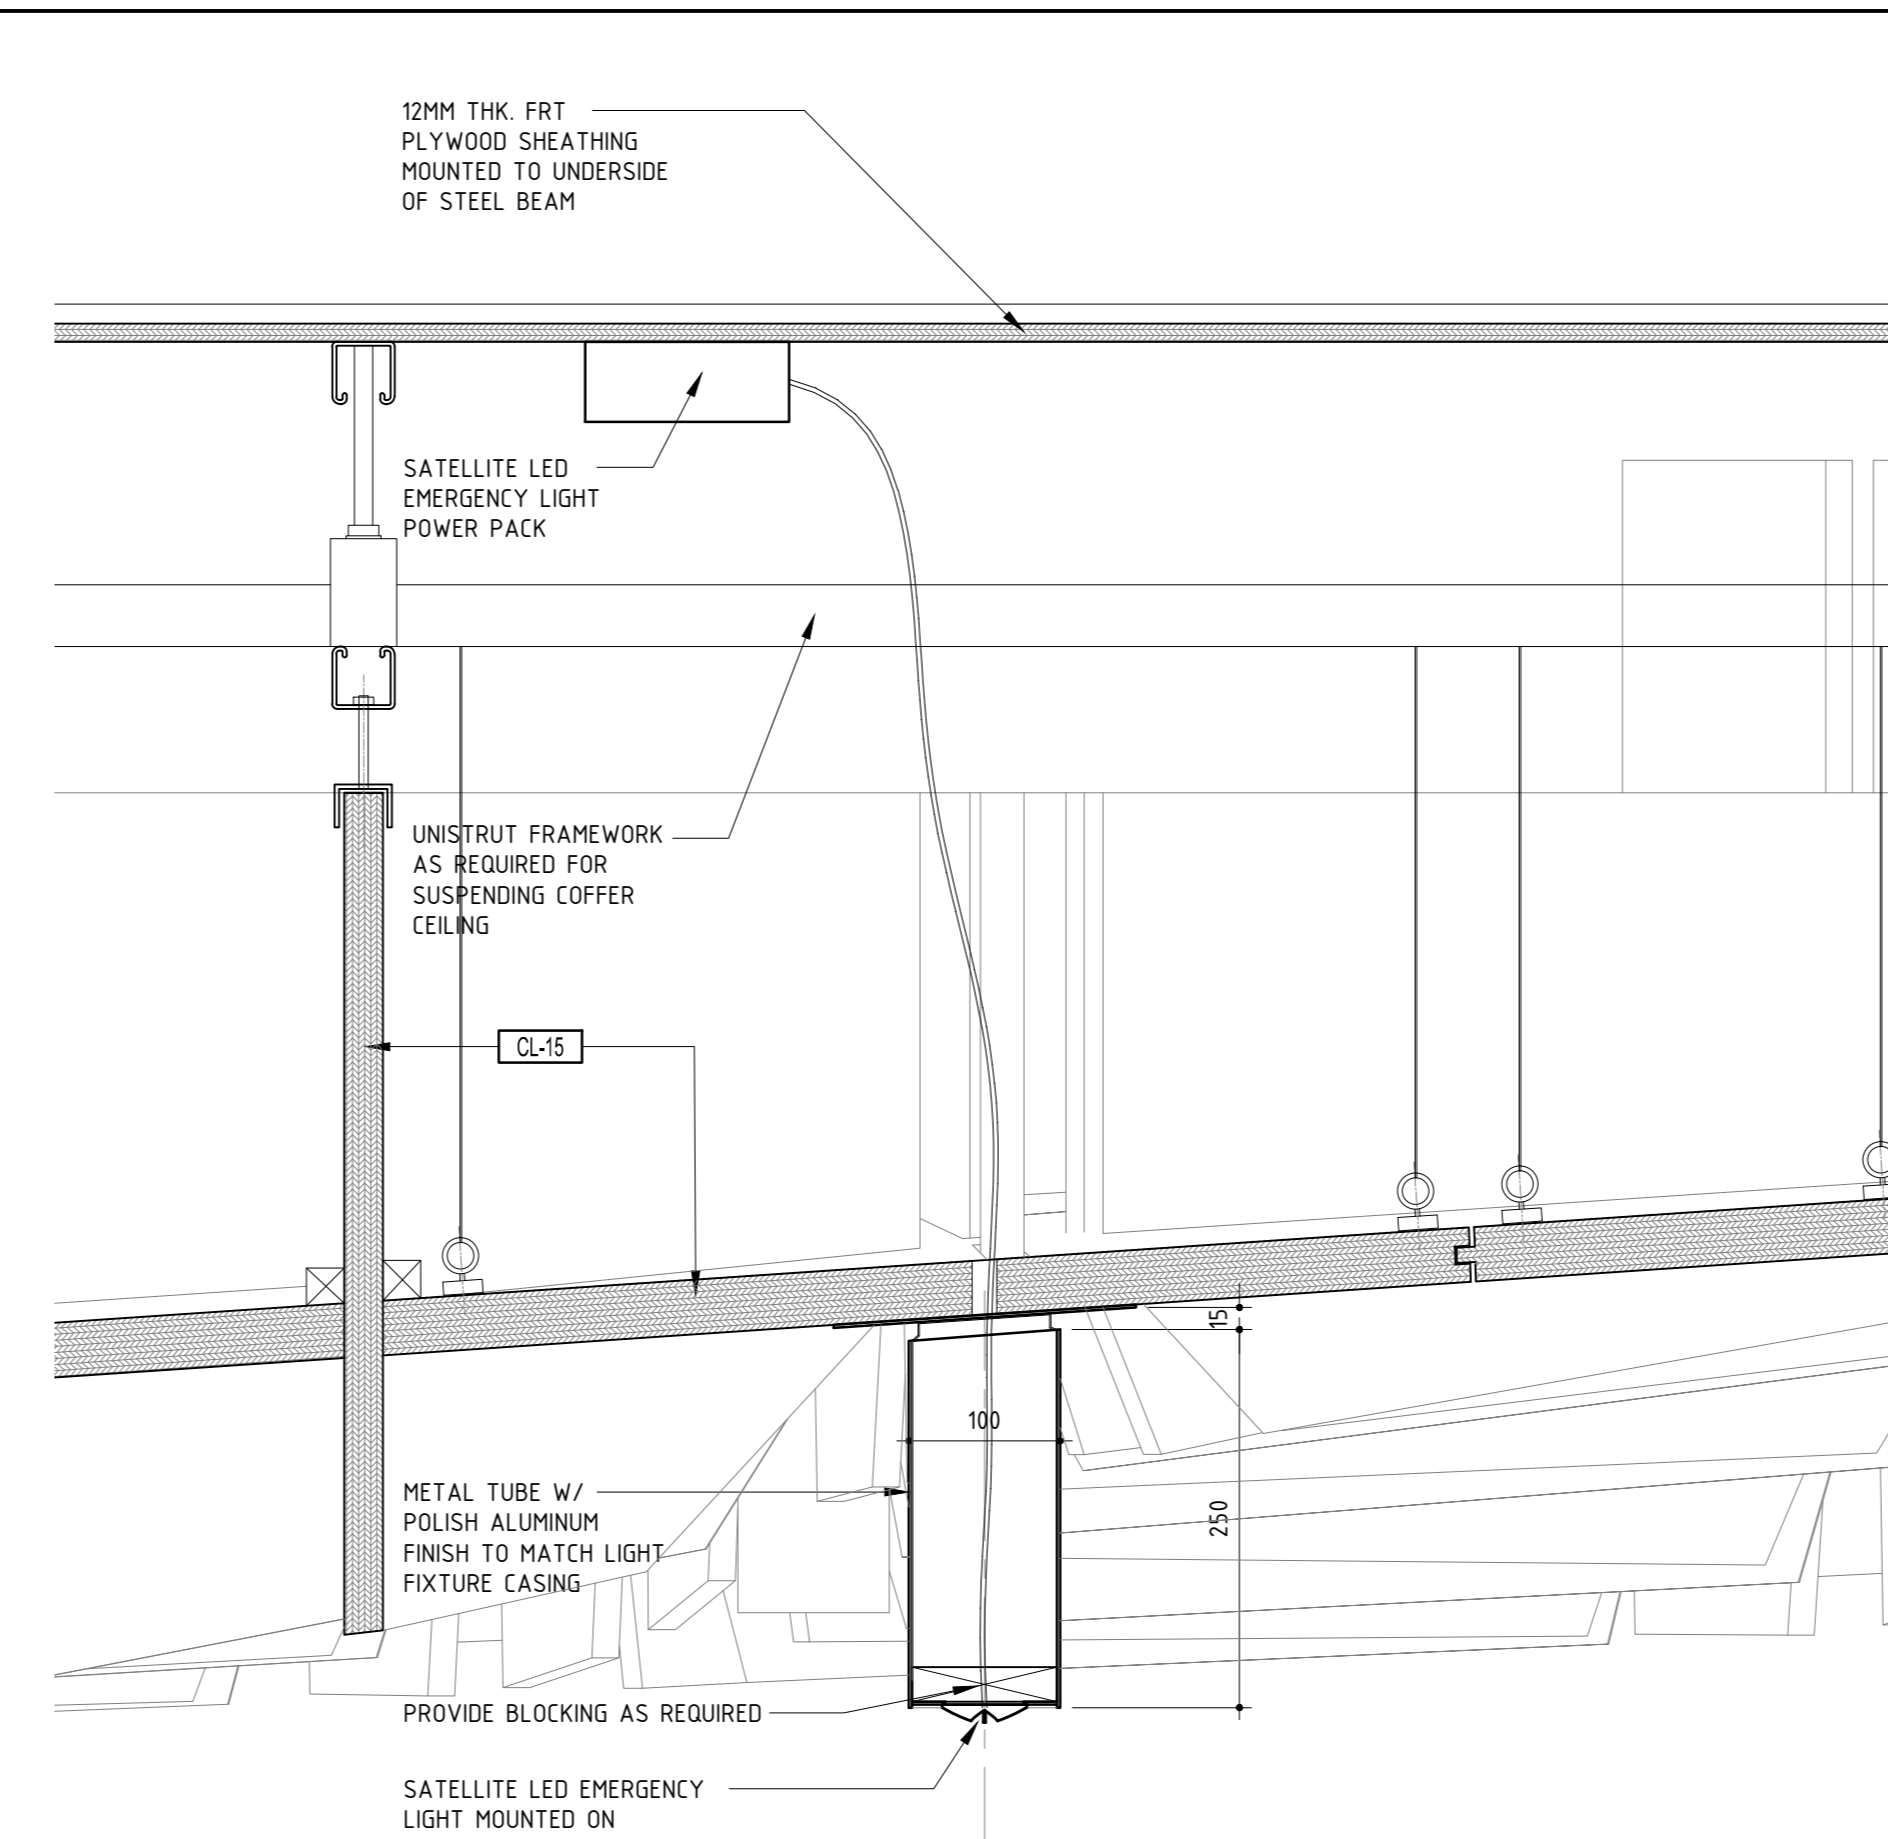 12MM THK. FRT
PLYWOOD SHEATHING
MOUNTED TO UNDERSIDE
OF STEEL BEAM
SATELLITE LED
EMERGENCY LIGHT
POWER PACK
UNISTRUT FRAMEWORK
AS REQUIRED FOR
SUSPENDING COFFER
CEILING
CL-15
15
100
250
METAL TUBE W/
POLISH ALUMINUM
FINISH TO MATCH LIGHT
FIXTURE CASING
PROVIDE BLOCKING AS REQUIRED
SATELLITE LED EMERGENCY
LIGHT MOUNTED ON